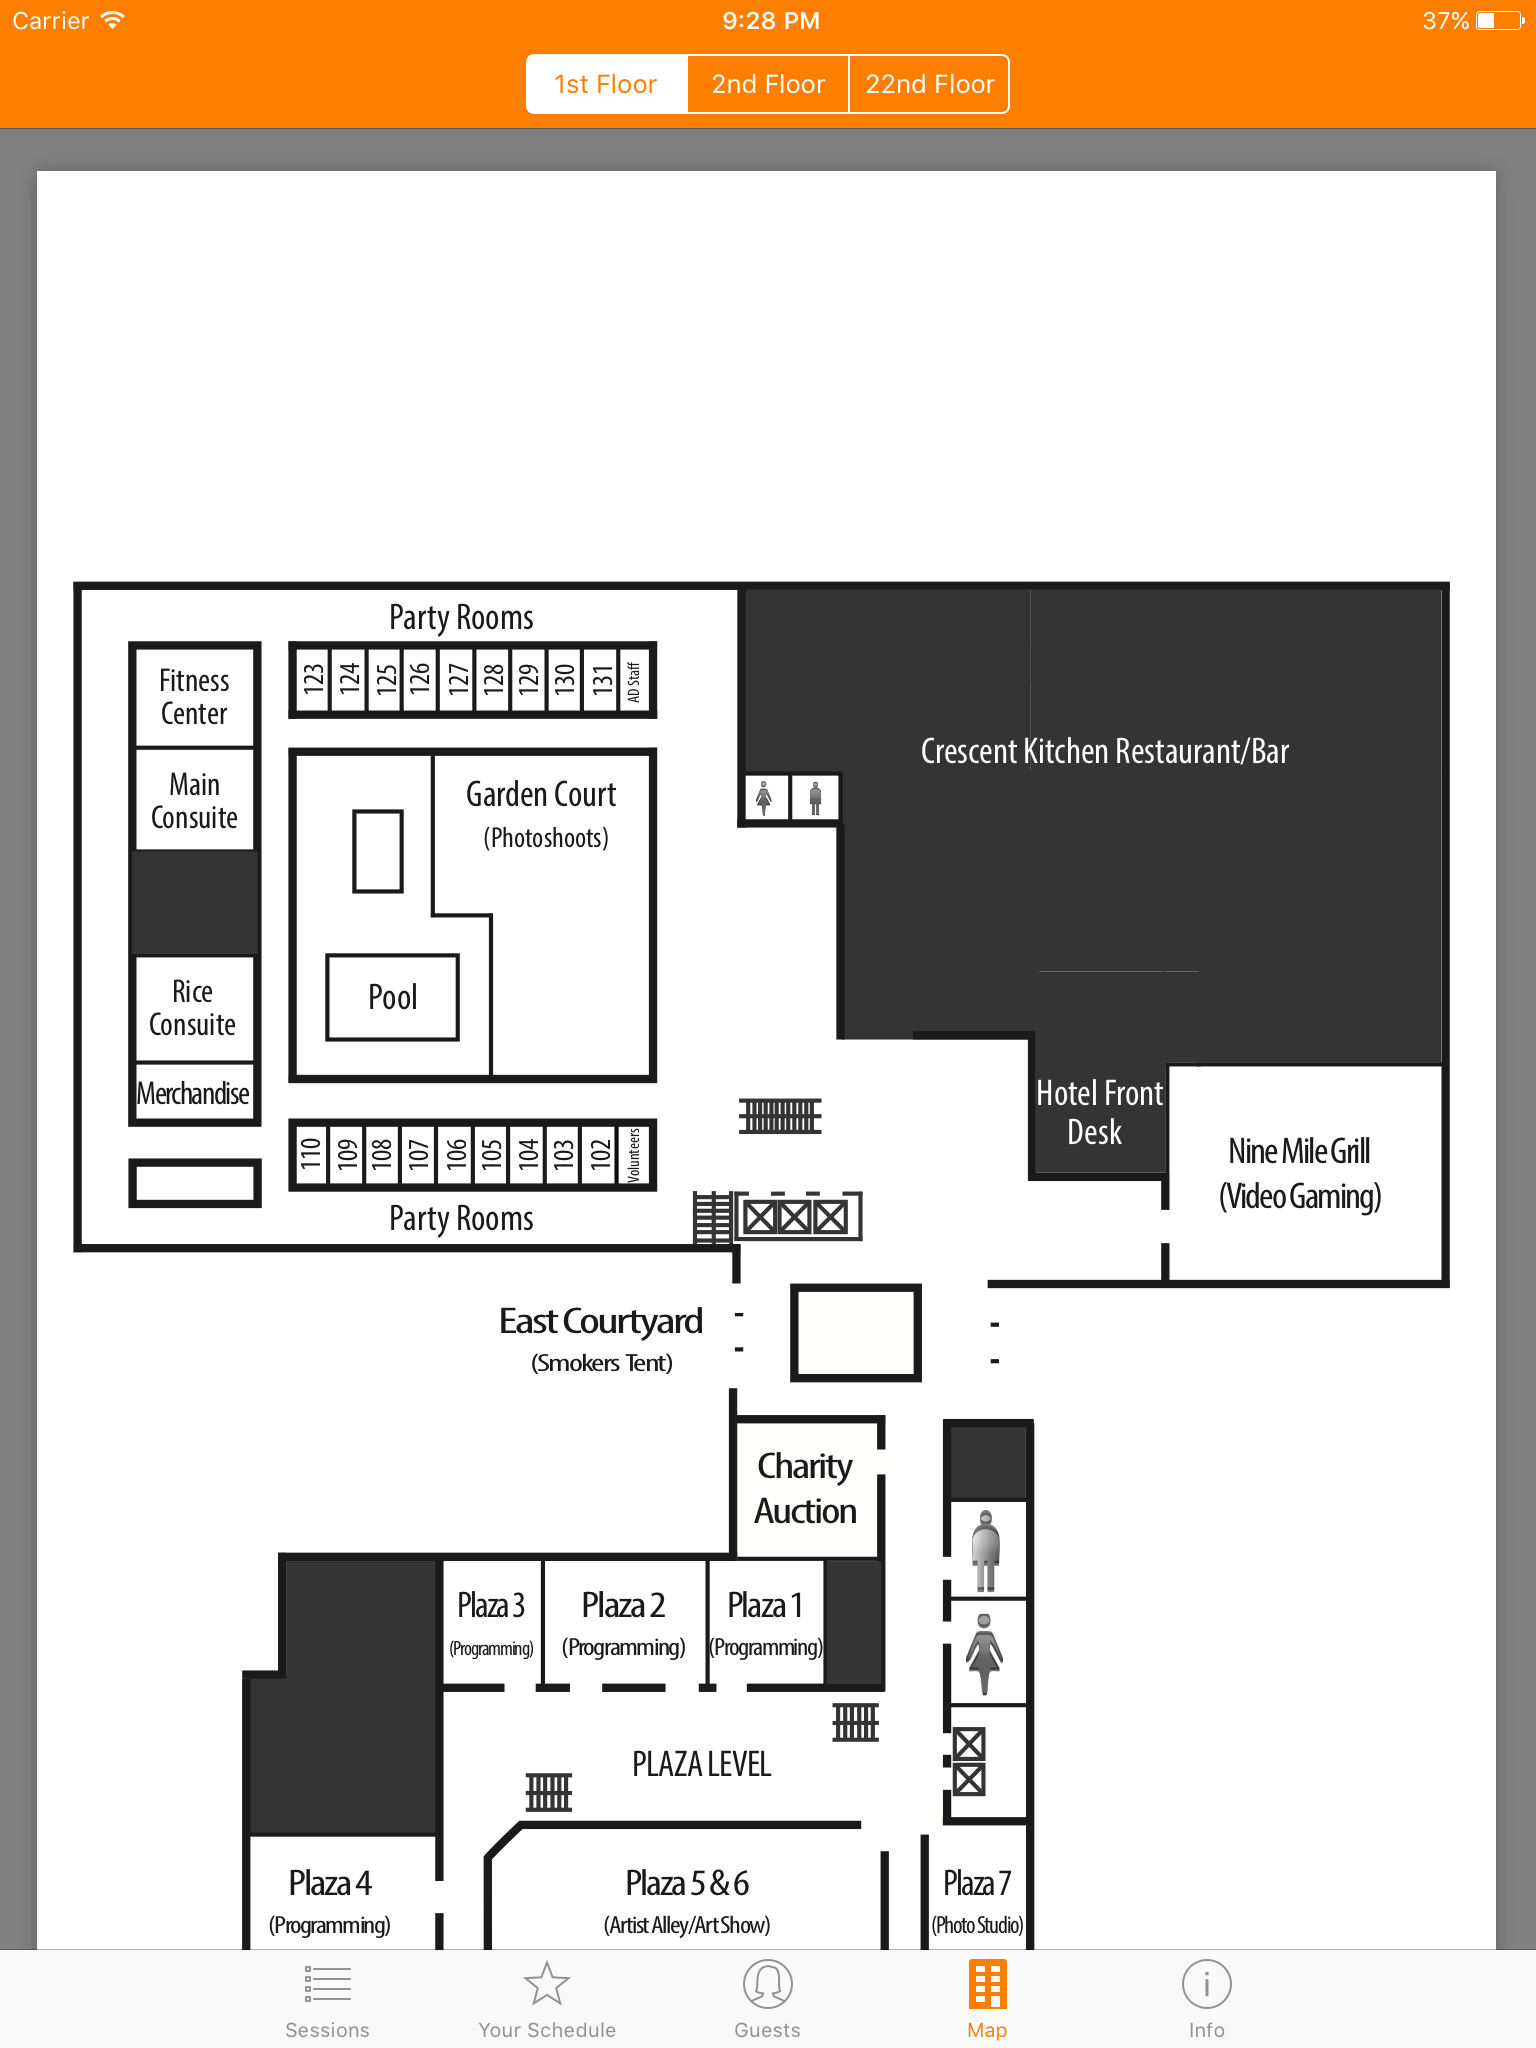 Carrier
9:28 PM
37%
1st Floor
2nd Floor
22nd Floor
Party Rooms
123
124
125
126
127
128
129
130
131
AD Staff
Fitness
Center
Main
Consuite
Rice
Consuite
Merchandise
Garden Court
(Photoshoots)
Pool
Crescent Kitchen Restaurant/Bar
Hotel Front
Desk
Nine Mile Grill
(Video Gaming)
110
109
108
107
106
105
104
103
102
Volunteers
Party Rooms
East Courtyard
(Smokers Tent)
Charity
Auction
Plaza 3
(Programming)
Plaza 2
(Programming)
Plaza 1
(Programming)
PLAZA LEVEL
Plaza 4
(Programming)
Plaza 5 & 6
(Artist Alley/Art Show)
Plaza 7
(Photo Studio)
Sessions
Your Schedule
Guests
Map
Info